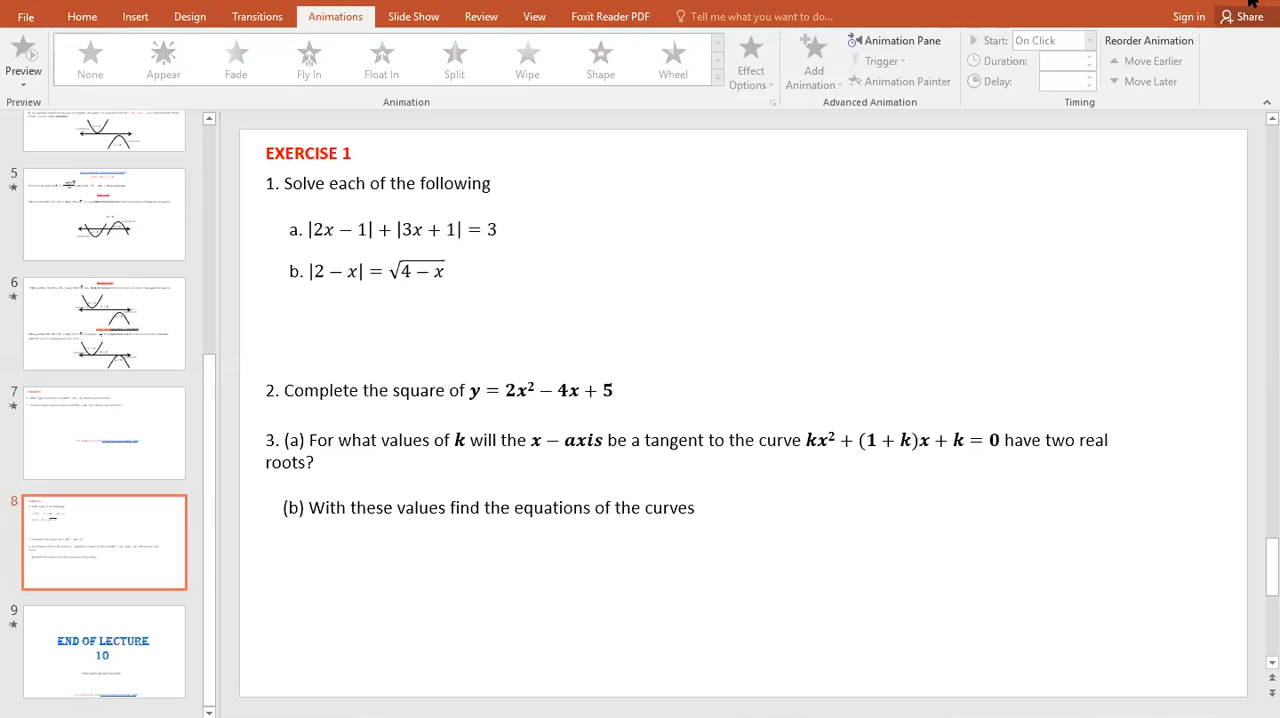 File Home Insert Design Transitions Animations Slide Show Review View Foxit Reader PDF Tell me what you want to do... Sign in Share
Preview
None Appear Fade Fly In Float In Split Wipe Shape Wheel
Effect Options
Add Animation
Animation Pane
Trigger
Animation Painter
Start: On Click
Duration:
Delay:
Reorder Animation
Move Earlier
Move Later
Preview Animation Advanced Animation Timing
5
6
7
8
9
END OF LECTURE
10
EXERCISE 1
1. Solve each of the following
a. |2x − 1| + |3x + 1| = 3
b. |2 − x| = √4 − x
2. Complete the square of y = 2x² − 4x + 5
3. (a) For what values of k will the x − axis be a tangent to the curve kx² + (1 + k)x + k = 0 have two real
roots?
(b) With these values find the equations of the curves